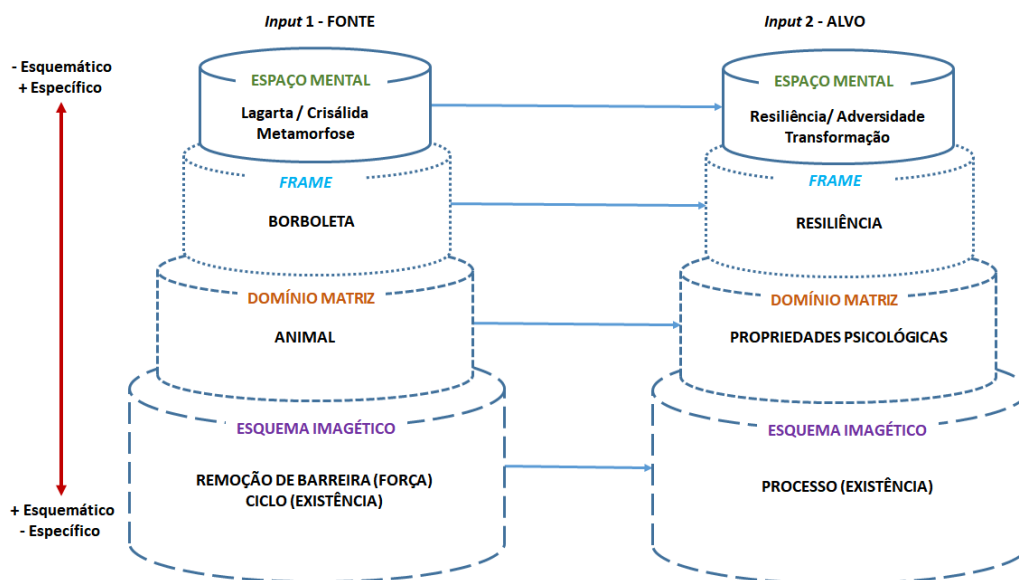 Input 1 - FONTE
Input 2 - ALVO
- Esquemático
+ Específico
ESPAÇO MENTAL
Lagarta / Crisálida
Metamorfose
ESPAÇO MENTAL
Resiliência/ Adversidade
Transformação
FRAME
BORBOLETA
FRAME
RESILIÊNCIA
DOMÍNIO MATRIZ
ANIMAL
DOMÍNIO MATRIZ
PROPRIEDADES PSICOLÓGICAS
ESQUEMA IMAGÉTICO
REMOÇÃO DE BARREIRA (FORÇA)
CICLO (EXISTÊNCIA)
ESQUEMA IMAGÉTICO
PROCESSO (EXISTÊNCIA)
+ Esquemático
- Específico